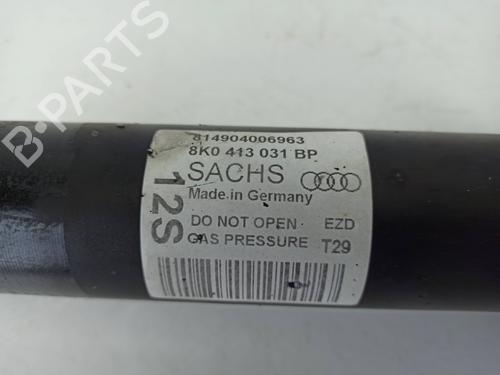 814904006963
8K0 413 031 BP
SACHS
Made in Germany
12S
DO NOT OPEN EZD
GAS PRESSURE T29
B-PARTS